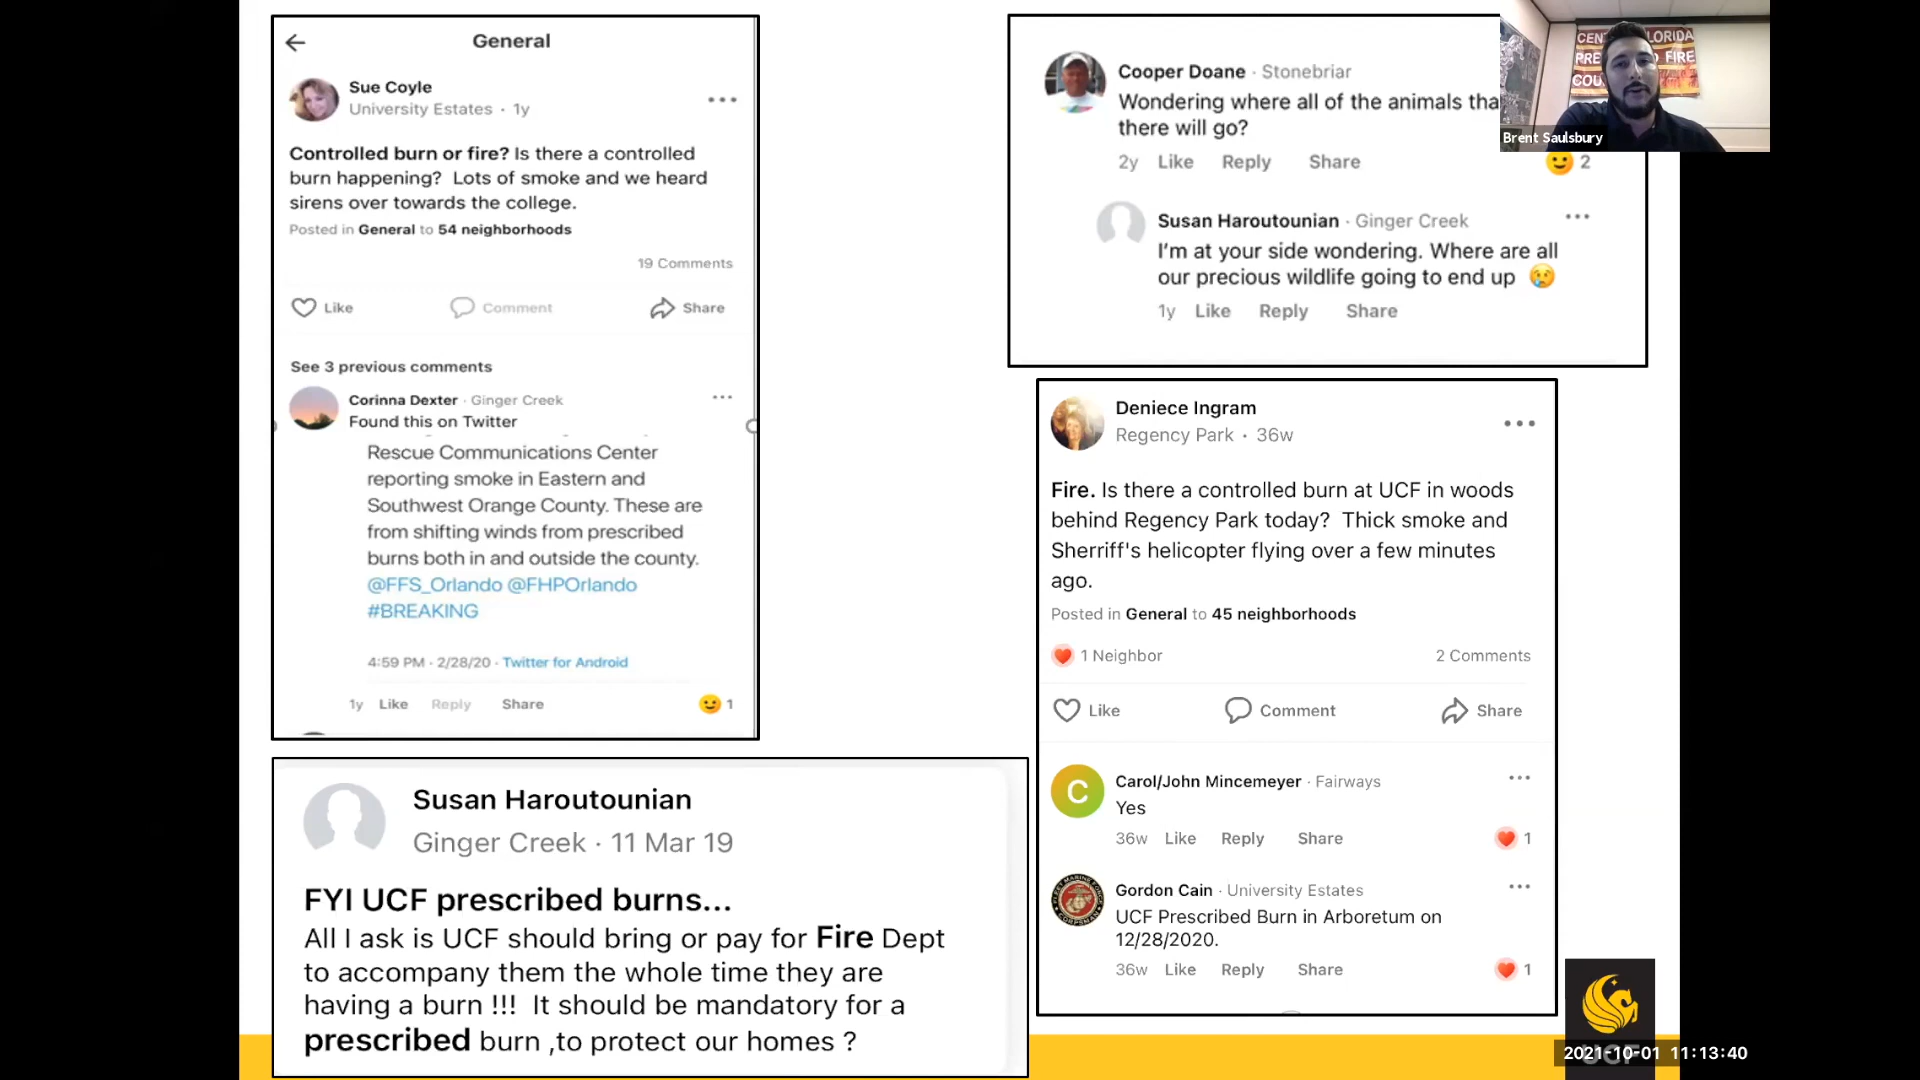 General
Sue Coyle
University Estates · 1y
Controlled burn or fire? Is there a controlled
burn happening? Lots of smoke and we heard
sirens over towards the college.
Posted in General to 54 neighborhoods
19 Comments
Like Comment Share
See 3 previous comments
Corinna Dexter · Ginger Creek
Found this on Twitter
Rescue Communications Center
reporting smoke in Eastern and
Southwest Orange County. These are
from shifting winds from prescribed
burns both in and outside the county.
@FFS_Orlando @FHPOrlando
#BREAKING
4:59 PM · 2/28/20 · Twitter for Android
1y Like Reply Share 1
Susan Haroutounian
Ginger Creek · 11 Mar 19
FYI UCF prescribed burns...
All I ask is UCF should bring or pay for Fire Dept
to accompany them the whole time they are
having a burn !!! It should be mandatory for a
prescribed burn ,to protect our homes ?
Cooper Doane · Stonebriar
Wondering where all of the animals tha
there will go?
2y Like Reply Share 2
Susan Haroutounian · Ginger Creek
I'm at your side wondering. Where are all
our precious wildlife going to end up 😢
1y Like Reply Share
Deniece Ingram
Regency Park · 36w
Fire. Is there a controlled burn at UCF in woods
behind Regency Park today? Thick smoke and
Sherriff's helicopter flying over a few minutes
ago.
Posted in General to 45 neighborhoods
1 Neighbor 2 Comments
Like Comment Share
C
Carol/John Mincemeyer · Fairways
Yes
36w Like Reply Share 1
Gordon Cain · University Estates
UCF Prescribed Burn in Arboretum on
12/28/2020.
36w Like Reply Share 1
CEN LORIDA
PRE FIRE
COU
Brent Saulsbury
UCF
2021-10-01 11:13:40